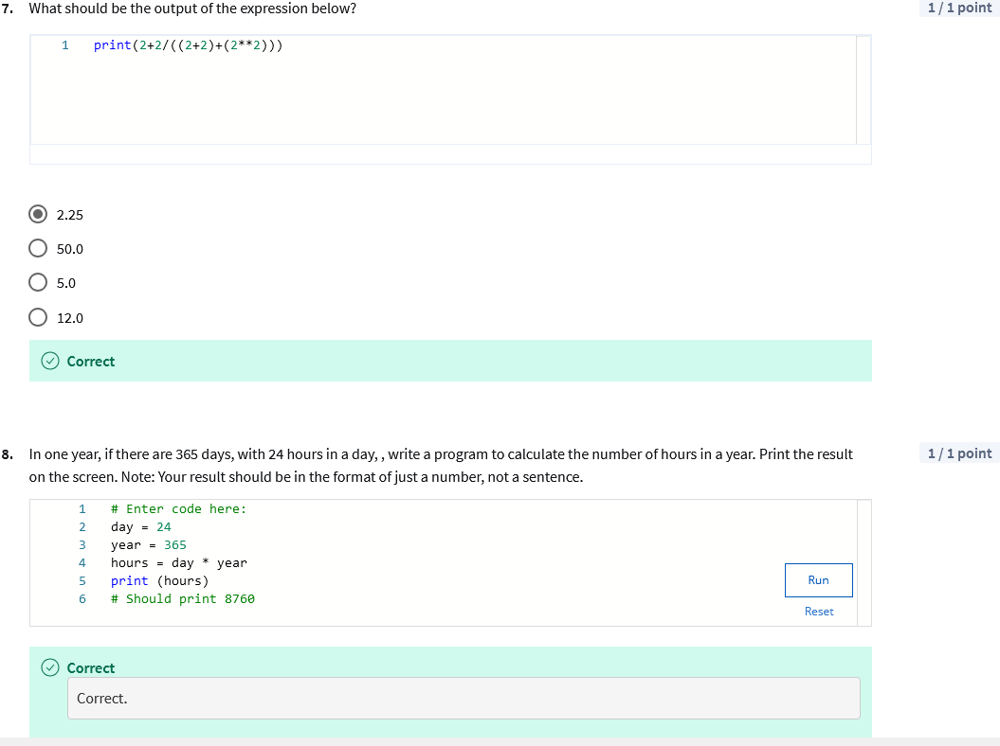 7. What should be the output of the expression below?
1 / 1 point
1 print(2+2/((2+2)+(2**2)))
2.25
50.0
5.0
12.0
Correct
8. In one year, if there are 365 days, with 24 hours in a day, , write a program to calculate the number of hours in a year. Print the result
1 / 1 point
on the screen. Note: Your result should be in the format of just a number, not a sentence.
1 # Enter code here:
2 day = 24
3 year = 365
4 hours = day * year
5 print (hours)
6 # Should print 8760
Run
Reset
Correct
Correct.